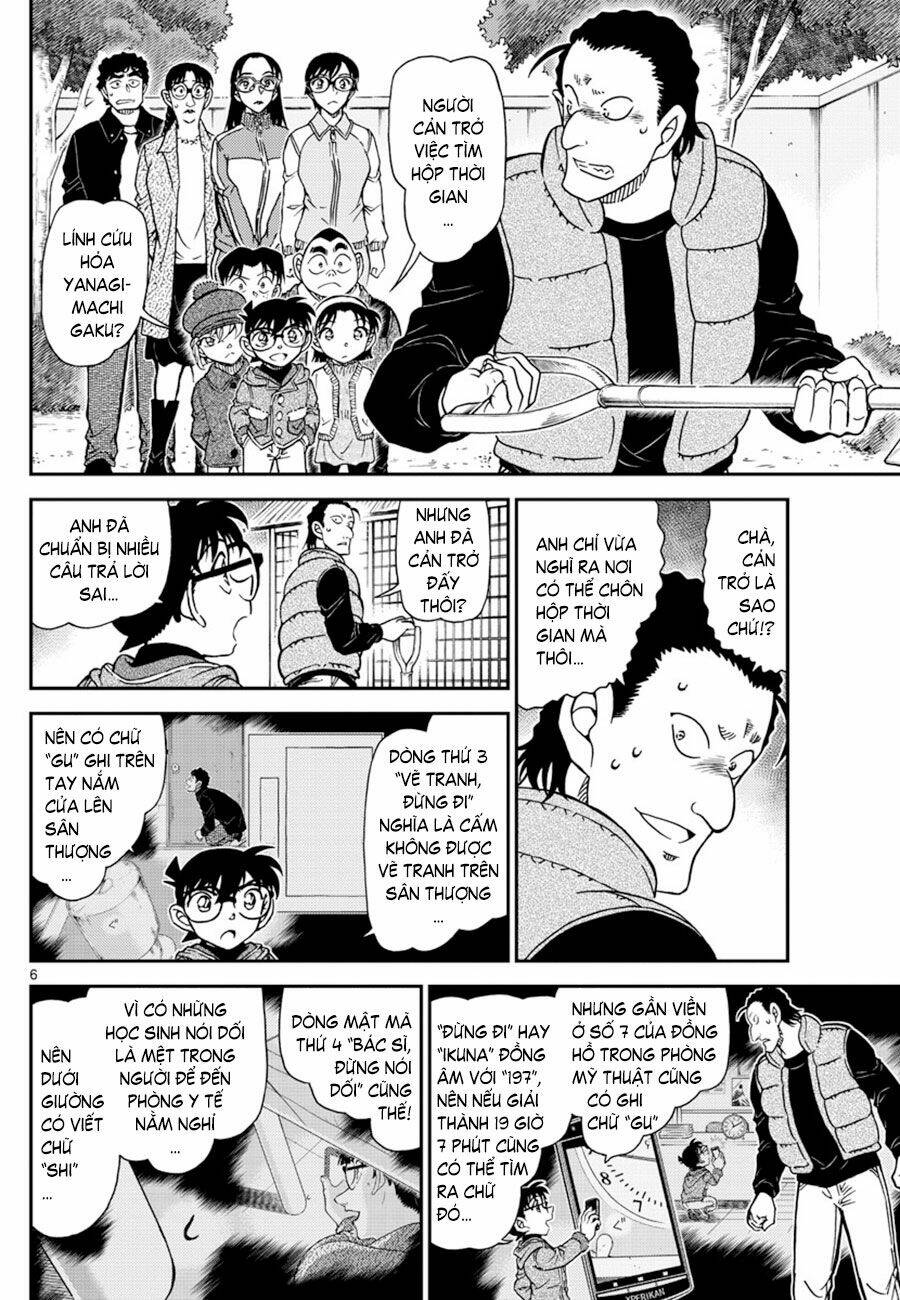 NGƯỜI
CẢN TRỞ
VIỆC TÌM
HỘP THỜI
GIAN
...
LÍNH CỨU
HỎA
YANAGI-
MACHI
GAKU?
CHÀ,
CẢN
TRỞ LÀ
SAO
CHỨ!?
ANH CHỈ VỪA
NGHĨ RA NƠI
CÓ THỂ CHÔN
HỘP THỜI
GIAN MÀ
THÔI...
NHƯNG
ANH ĐÃ
CẢN TRỞ
ĐẤY
THÔI?
ANH ĐÃ
CHUẨN BỊ NHIỀU
CÂU TRẢ LỜI
SAI...
DÒNG THỨ 3
"VẼ TRANH,
ĐỪNG ĐI"
NGHĨA LÀ CẤM
KHÔNG ĐƯỢC
VẼ TRANH TRÊN
SÂN THƯỢNG
...
NÊN CÓ CHỮ
"GU" GHI TRÊN
TAY NẮM
CỬA LÊN
SÂN
THƯỢNG
...
く
6
NHƯNG GẦN VIỀN
Ở SỐ 7 CỦA ĐỒNG
HỒ TRONG PHÒNG
MỸ THUẬT CŨNG
CÓ GHI
CHỮ "GU"
"ĐỪNG ĐI" HAY
"IKUNA" ĐỒNG
ÂM VỚI "197",
NÊN NẾU GIẢI
THÀNH 19 GIỜ
7 PHÚT CŨNG
CÓ THỂ TÌM
RA CHỮ
ĐÓ...
8
7
ぐ
XPERIKAN
DÒNG MẬT MÃ
THỨ 4 "BÁC SĨ,
ĐỪNG NÓI
DỐI" CŨNG
THẾ!
VÌ CÓ NHỮNG
HỌC SINH NÓI DỐI
LÀ MỆT TRONG
NGƯỜI ĐỂ ĐẾN
PHÒNG Y TẾ
NẰM NGHỈ
...
NÊN
DƯỚI
GIƯỜNG
CÓ VIẾT
CHỮ
"SHI"
...
し